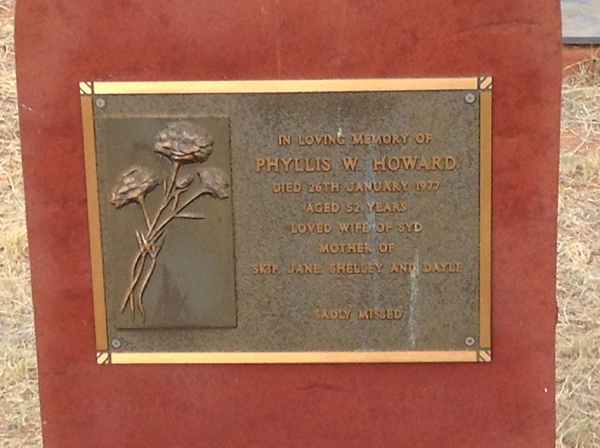 IN LOVING MEMORY OF
PHYLLIS W. HOWARD
DIED 26TH JANUARY 1977
AGED 52 YEARS
LOVED WIFE OF SYD
MOTHER OF
SKIP, JANE, SHELLEY AND DAYLE
SADLY MISSED